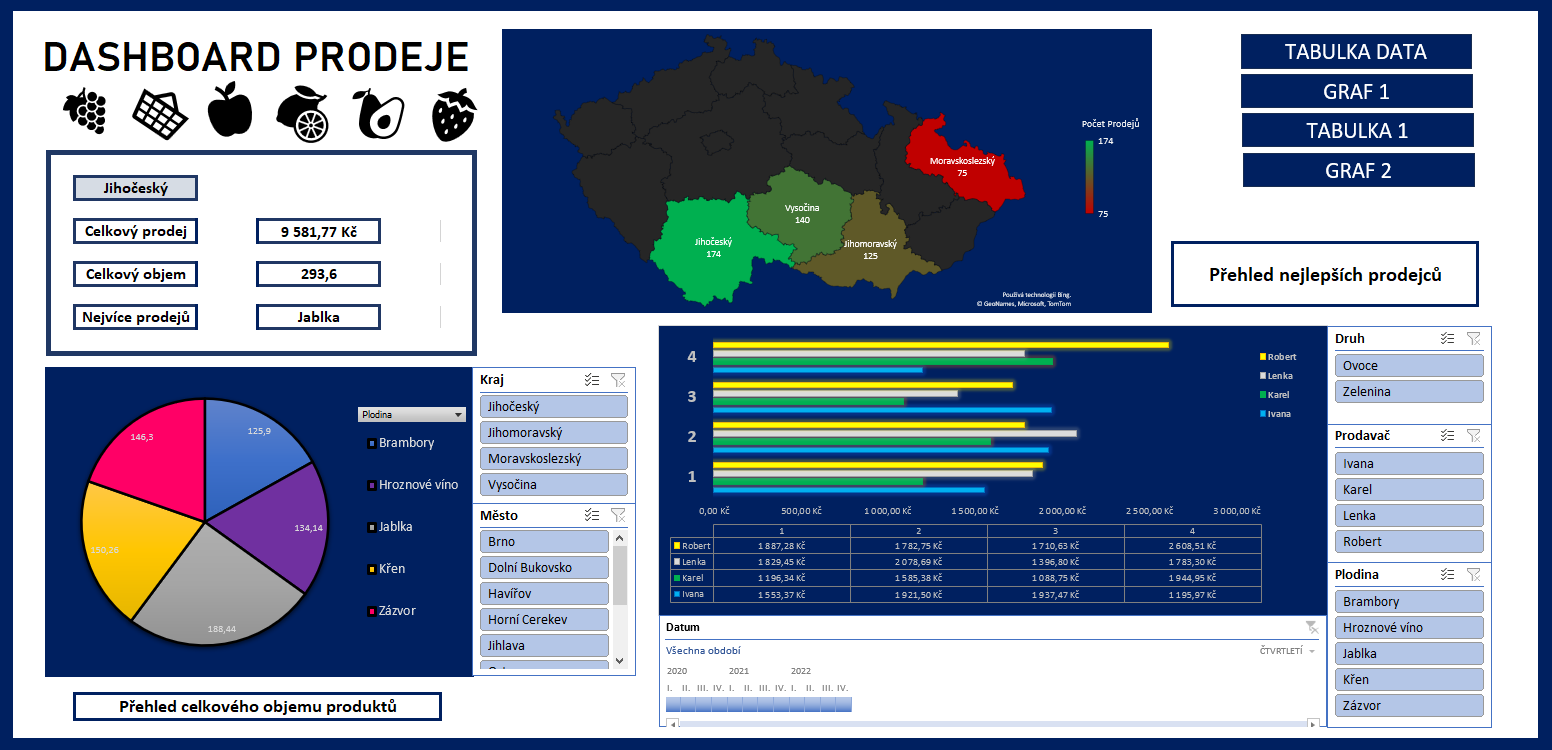 DASHBOARD PRODEJE
Jihočeský
Celkový prodej 9 581,77 Kč
Celkový objem 293,6
Nejvíce prodejů Jablka
Moravskoslezský
75
Vysočina
140
Jihočeský
174
Jihomoravský
125
Počet Prodejů
174
75
Používá technologii Bing.
© GeoNames, Microsoft, TomTom
TABULKA DATA
GRAF 1
TABULKA 1
GRAF 2
Přehled nejlepších prodejců
125,9
134,14
188,44
150,26
146,3
Plodina
Brambory
Hroznové víno
Jablka
Křen
Zázvor
Přehled celkového objemu produktů
Kraj
Jihočeský
Jihomoravský
Moravskoslezský
Vysočina
Město
Brno
Dolní Bukovsko
Havířov
Horní Cerekev
Jihlava
4
3
2
1
0,00 Kč 500,00 Kč 1 000,00 Kč 1 500,00 Kč 2 000,00 Kč 2 500,00 Kč 3 000,00 Kč
Robert
Lenka
Karel
Ivana
1 2 3 4
Robert 1 887,28 Kč 1 782,75 Kč 1 710,63 Kč 2 608,51 Kč
Lenka 1 829,45 Kč 2 078,69 Kč 1 396,80 Kč 1 783,30 Kč
Karel 1 196,34 Kč 1 585,38 Kč 1 088,75 Kč 1 944,95 Kč
Ivana 1 553,37 Kč 1 921,50 Kč 1 937,47 Kč 1 195,97 Kč
Datum
Všechna období ČTVRTLETÍ
2020 2021 2022
I. II. III. IV. I. II. III. IV. I. II. III. IV.
Druh
Ovoce
Zelenina
Prodavač
Ivana
Karel
Lenka
Robert
Plodina
Brambory
Hroznové víno
Jablka
Křen
Zázvor